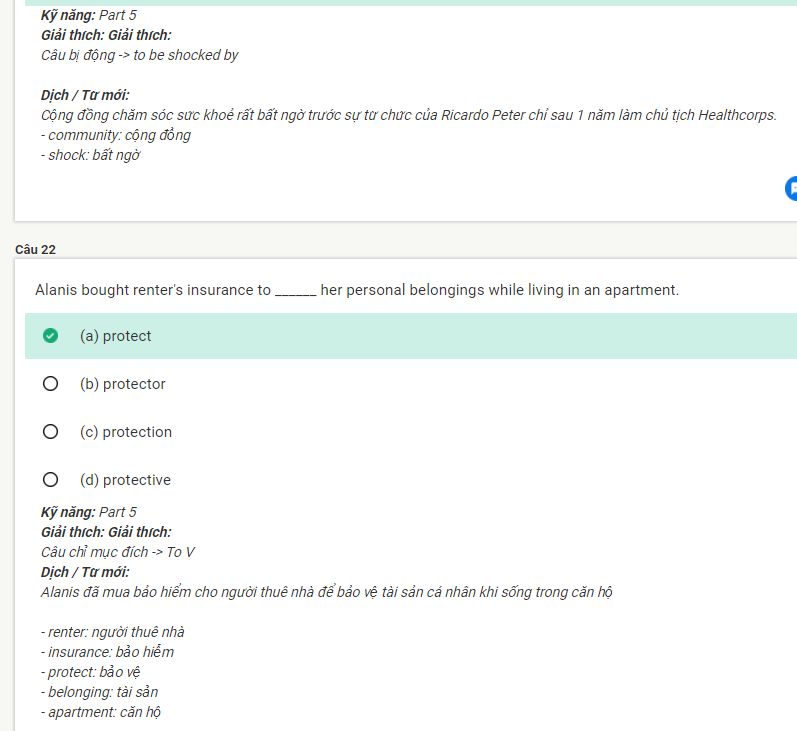 Kỹ năng: Part 5
Giải thích: Giải thích:
Câu bị động -> to be shocked by
Dịch / Từ mới:
Cộng đồng chăm sóc sức khoẻ rất bất ngờ trước sự từ chức của Ricardo Peter chỉ sau 1 năm làm chủ tịch Healthcorps.
- community: cộng đồng
- shock: bất ngờ
Câu 22
Alanis bought renter's insurance to ______ her personal belongings while living in an apartment.
(a) protect
(b) protector
(c) protection
(d) protective
Kỹ năng: Part 5
Giải thích: Giải thích:
Câu chỉ mục đích -> To V
Dịch / Từ mới:
Alanis đã mua bảo hiểm cho người thuê nhà để bảo vệ tài sản cá nhân khi sống trong căn hộ
- renter: người thuê nhà
- insurance: bảo hiểm
- protect: bảo vệ
- belonging: tài sản
- apartment: căn hộ